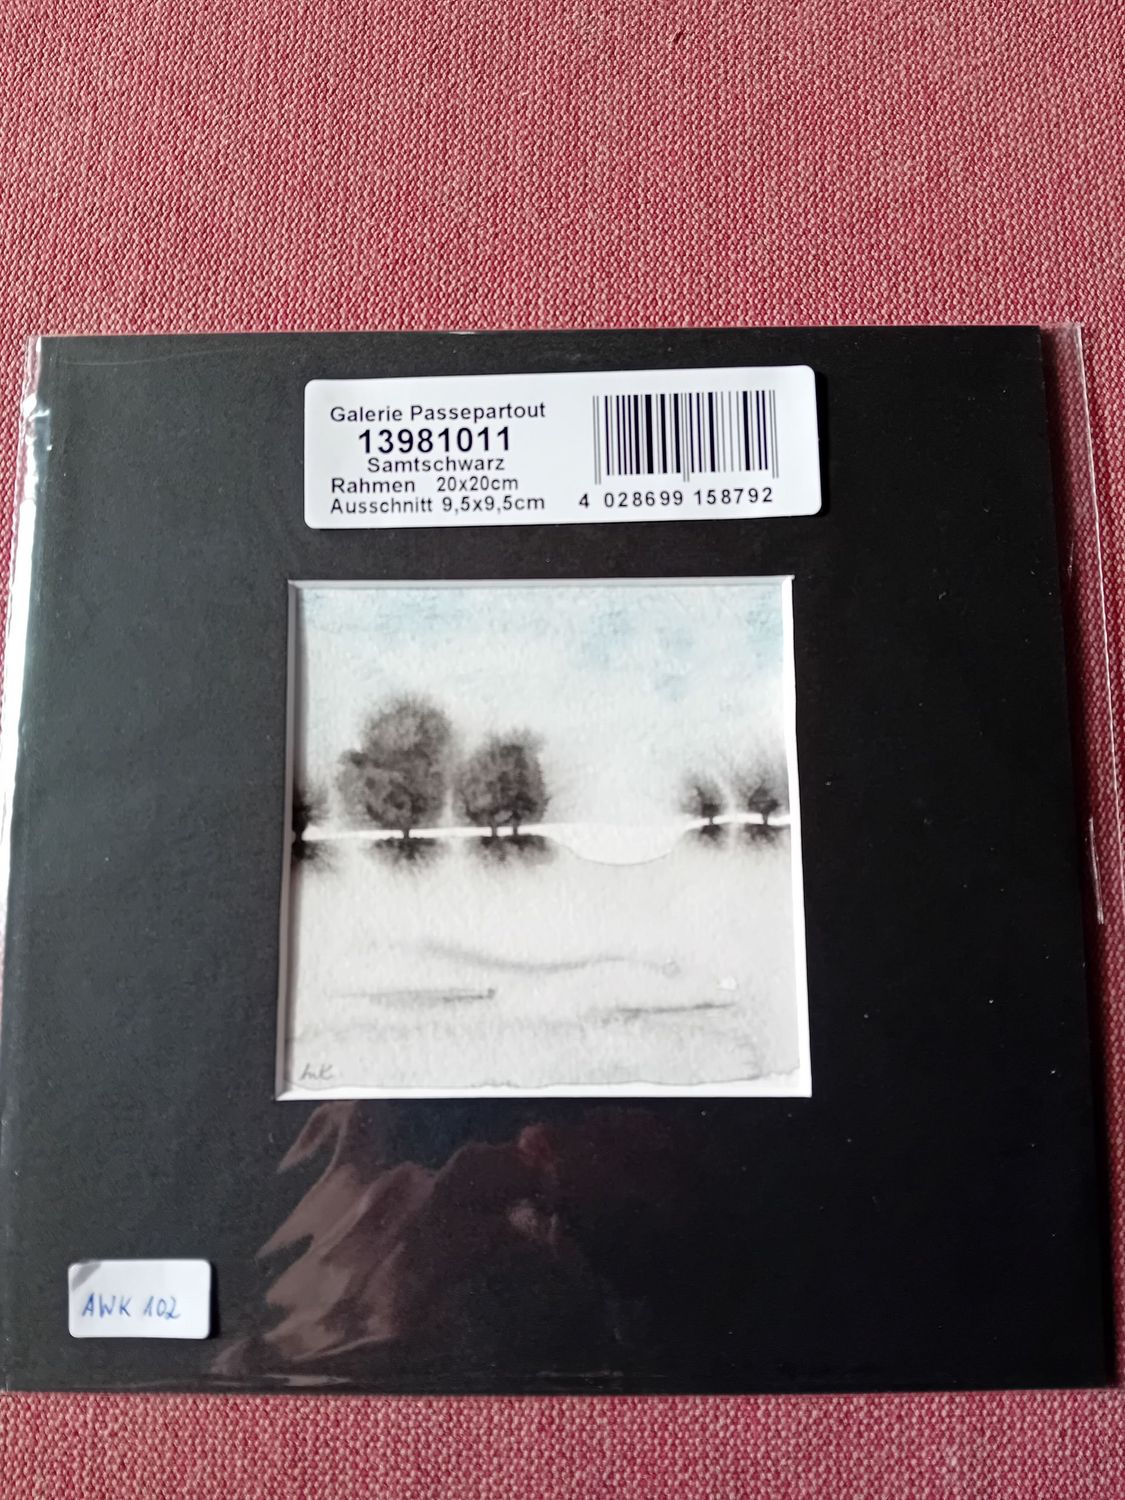 Galerie Passepartout
13981011
Samtschwarz
Rahmen 20x20cm
Ausschnitt 9,5x9,5cm
4 028699 158792
AWK 102